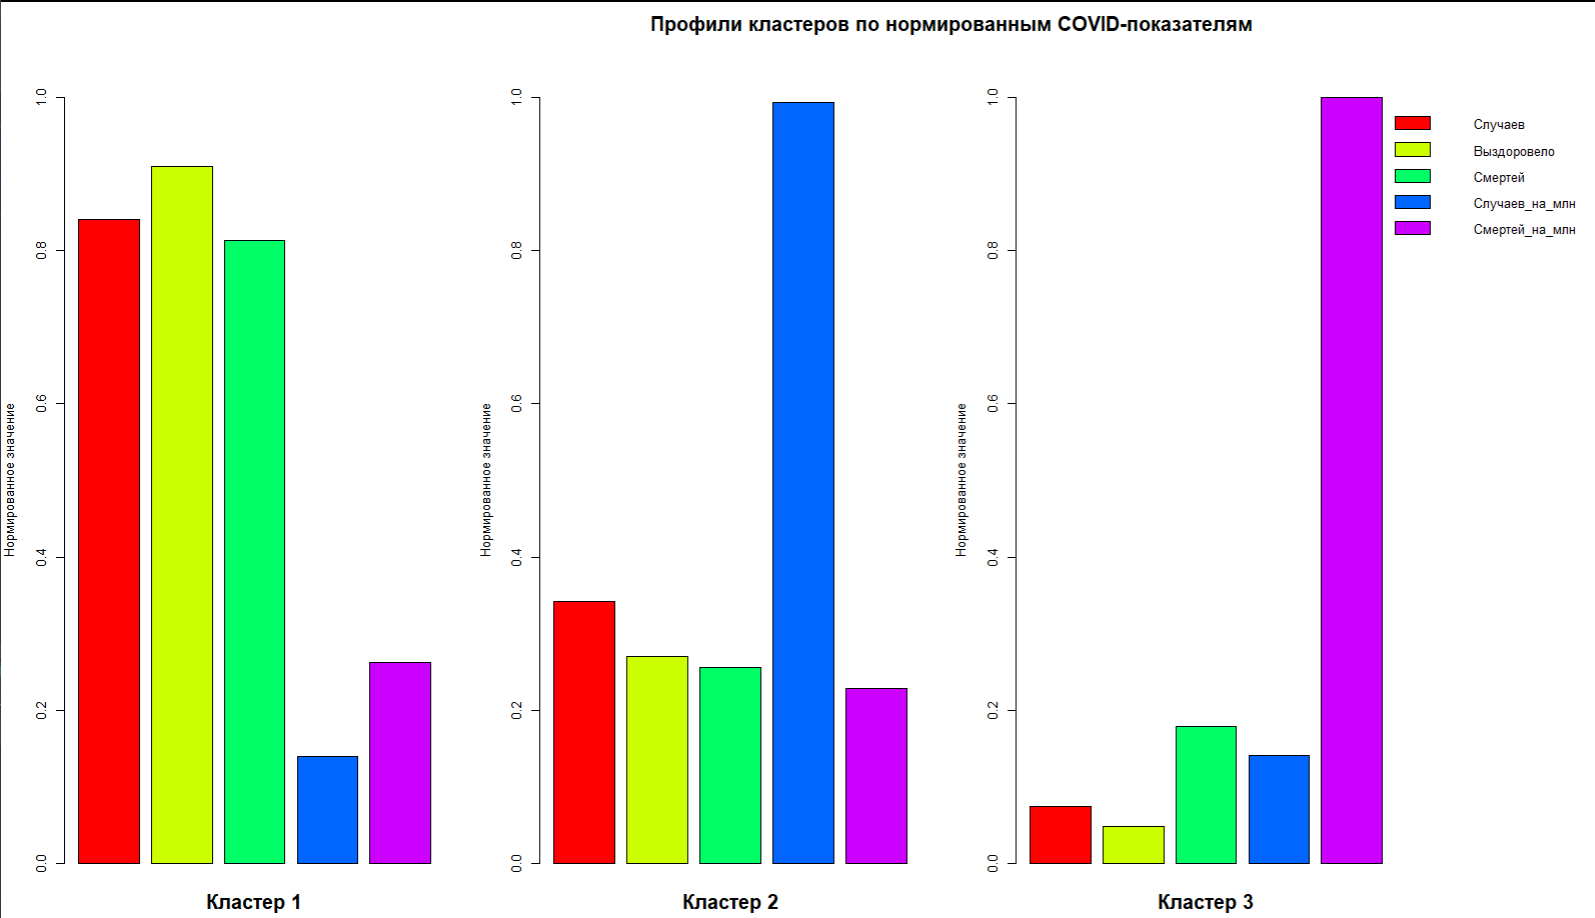 Профили кластеров по нормированным COVID-показателям
Нормированное значение
0.0 0.2 0.4 0.6 0.8 1.0
Кластер 1
Нормированное значение
0.0 0.2 0.4 0.6 0.8 1.0
Кластер 2
Нормированное значение
0.0 0.2 0.4 0.6 0.8 1.0
Кластер 3
Случаев
Выздоровело
Смертей
Случаев_на_млн
Смертей_на_млн